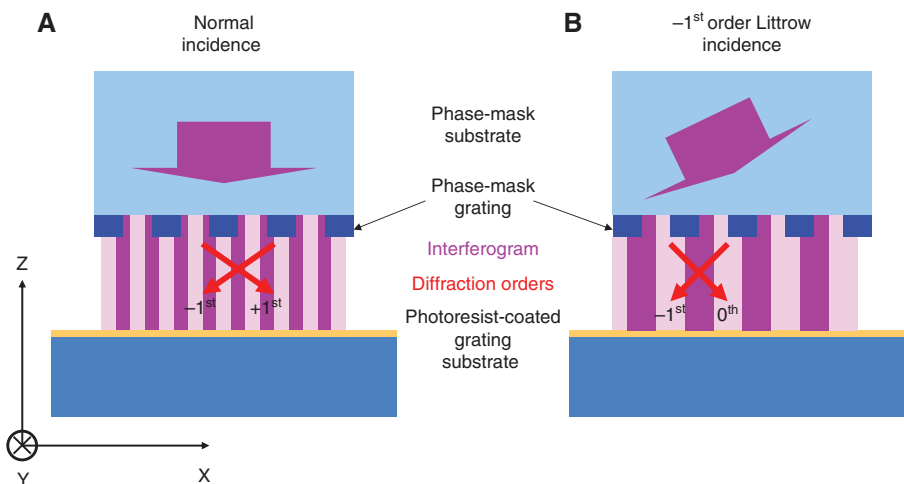 A
Normal
incidence
B
–1st order Littrow
incidence
Phase-mask
substrate
Phase-mask
grating
Interferogram
Diffraction orders
Photoresist-coated
grating
substrate
–1st
+1st
–1st
0th
Z
Y
X